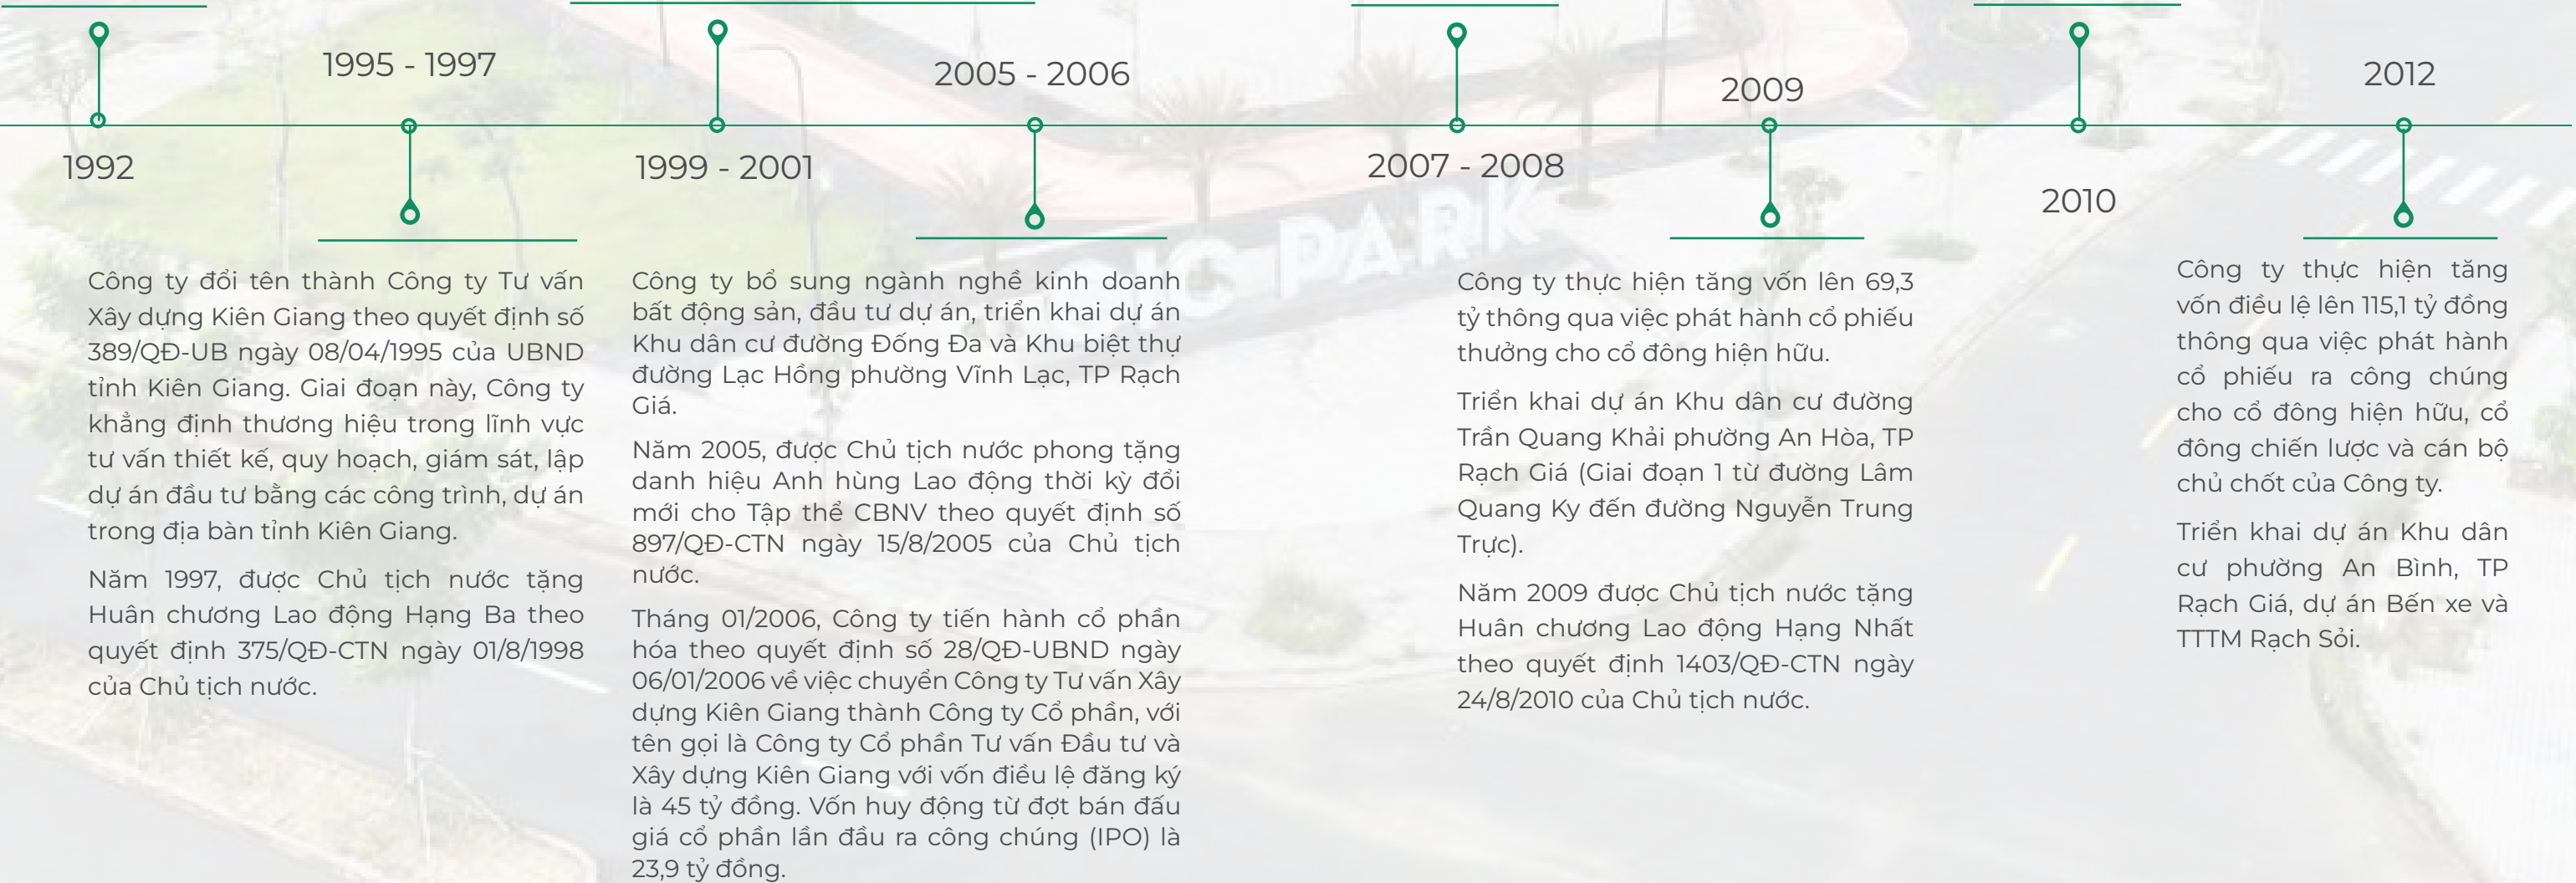 1995 - 1997
2005 - 2006
2009
2012
1992
1999 - 2001
2007 - 2008
2010
PARK
Công ty đổi tên thành Công ty Tư vấn
Xây dựng Kiên Giang theo quyết định số
389/QĐ-UB ngày 08/04/1995 của UBND
tỉnh Kiên Giang. Giai đoạn này, Công ty
khẳng định thương hiệu trong lĩnh vực
tư vấn thiết kế, quy hoạch, giám sát, lập
dự án đầu tư bằng các công trình, dự án
trong địa bàn tỉnh Kiên Giang.
Năm 1997, được Chủ tịch nước tặng
Huân chương Lao động Hạng Ba theo
quyết định 375/QĐ-CTN ngày 01/8/1998
của Chủ tịch nước.
Công ty bổ sung ngành nghề kinh doanh
bất động sản, đầu tư dự án, triển khai dự án
Khu dân cư đường Đống Đa và Khu biệt thự
đường Lạc Hồng phường Vĩnh Lạc, TP Rạch
Giá.
Năm 2005, được Chủ tịch nước phong tặng
danh hiệu Anh hùng Lao động thời kỳ đổi
mới cho Tập thể CBNV theo quyết định số
897/QĐ-CTN ngày 15/8/2005 của Chủ tịch
nước.
Tháng 01/2006, Công ty tiến hành cổ phần
hóa theo quyết định số 28/QĐ-UBND ngày
06/01/2006 về việc chuyển Công ty Tư vấn Xây
dựng Kiên Giang thành Công ty Cổ phần, với
tên gọi là Công ty Cổ phần Tư vấn Đầu tư và
Xây dựng Kiên Giang với vốn điều lệ đăng ký
là 45 tỷ đồng. Vốn huy động từ đợt bán đấu
giá cổ phần lần đầu ra công chúng (IPO) là
23,9 tỷ đồng.
Công ty thực hiện tăng vốn lên 69,3
tỷ thông qua việc phát hành cổ phiếu
thưởng cho cổ đông hiện hữu.
Triển khai dự án Khu dân cư đường
Trần Quang Khải phường An Hòa, TP
Rạch Giá (Giai đoạn 1 từ đường Lâm
Quang Ky đến đường Nguyễn Trung
Trực).
Năm 2009 được Chủ tịch nước tặng
Huân chương Lao động Hạng Nhất
theo quyết định 1403/QĐ-CTN ngày
24/8/2010 của Chủ tịch nước.
Công ty thực hiện tăng
vốn điều lệ lên 115,1 tỷ đồng
thông qua việc phát hành
cổ phiếu ra công chúng
cho cổ đông hiện hữu, cổ
đông chiến lược và cán bộ
chủ chốt của Công ty.
Triển khai dự án Khu dân
cư phường An Bình, TP
Rạch Giá, dự án Bến xe và
TTTM Rạch Sỏi.